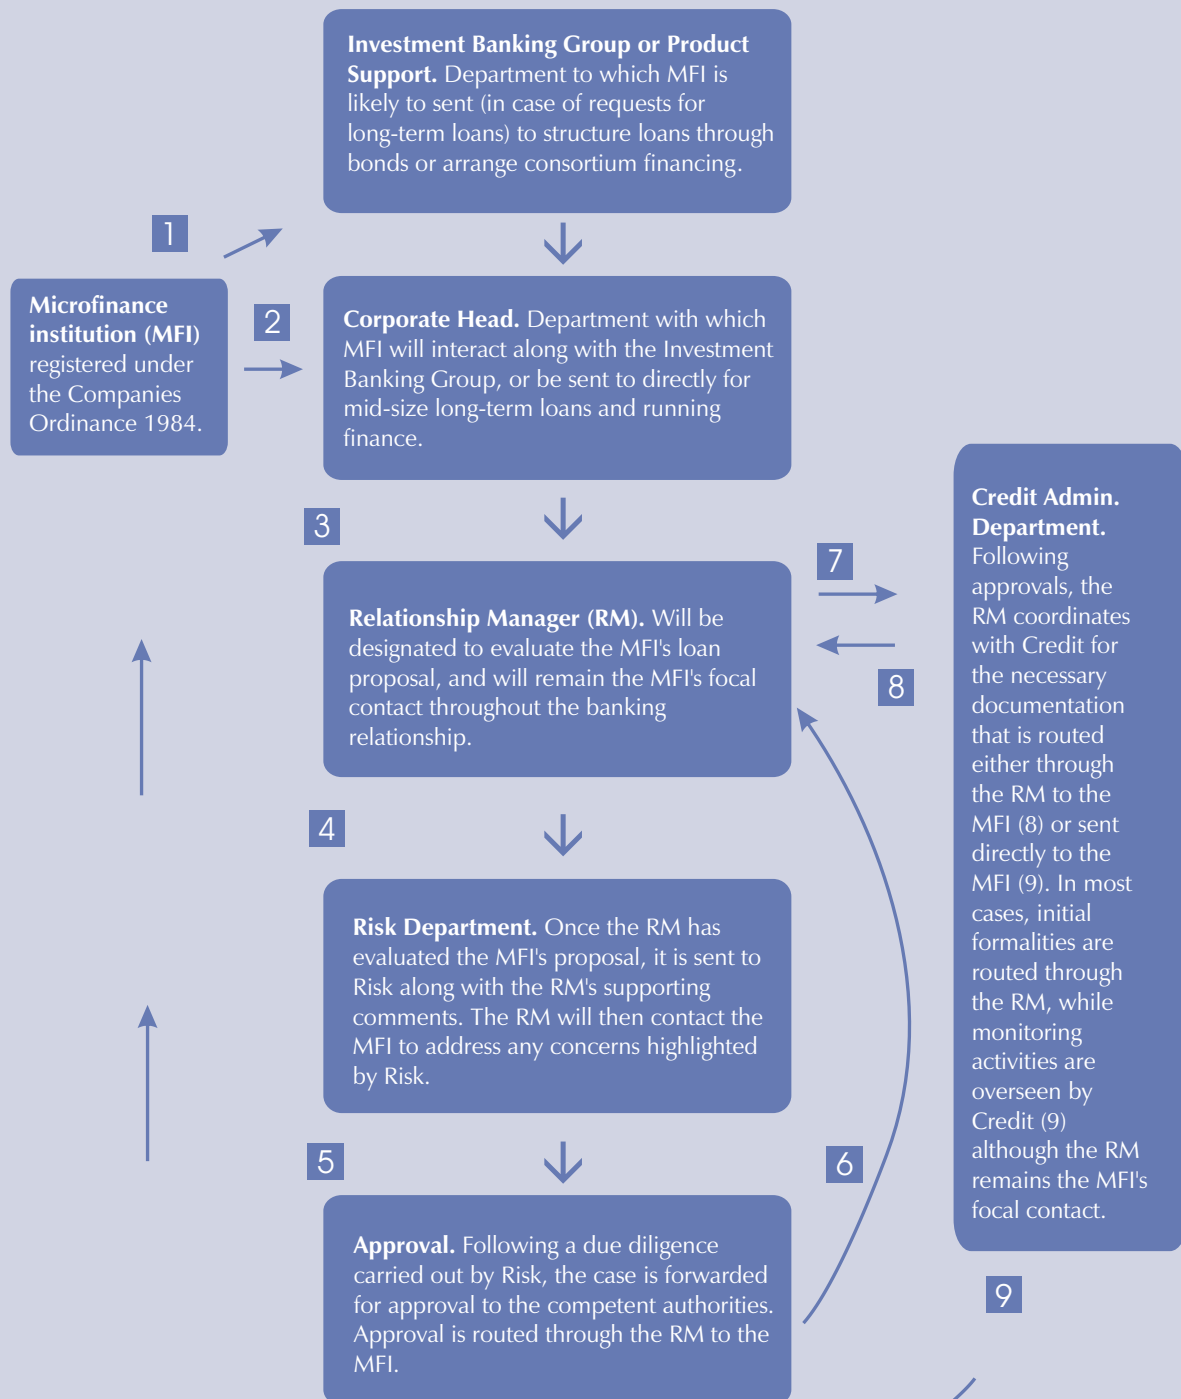 Investment Banking Group or Product
Support. Department to which MFI is
likely to sent (in case of requests for
long-term loans) to structure loans through
bonds or arrange consortium financing.
1
Microfinance
institution (MFI)
registered under
the Companies
Ordinance 1984.
2
Corporate Head. Department with which
MFI will interact along with the Investment
Banking Group, or be sent to directly for
mid-size long-term loans and running
finance.
3
Relationship Manager (RM). Will be
designated to evaluate the MFI's loan
proposal, and will remain the MFI's focal
contact throughout the banking
relationship.
7
8
Credit Admin.
Department.
Following
approvals, the
RM coordinates
with Credit for
the necessary
documentation
that is routed
either through
the RM to the
MFI (8) or sent
directly to the
MFI (9). In most
cases, initial
formalities are
routed through
the RM, while
monitoring
activities are
overseen by
Credit (9)
although the RM
remains the MFI's
focal contact.
4
Risk Department. Once the RM has
evaluated the MFI's proposal, it is sent to
Risk along with the RM's supporting
comments. The RM will then contact the
MFI to address any concerns highlighted
by Risk.
5
6
Approval. Following a due diligence
carried out by Risk, the case is forwarded
for approval to the competent authorities.
Approval is routed through the RM to the
MFI.
9